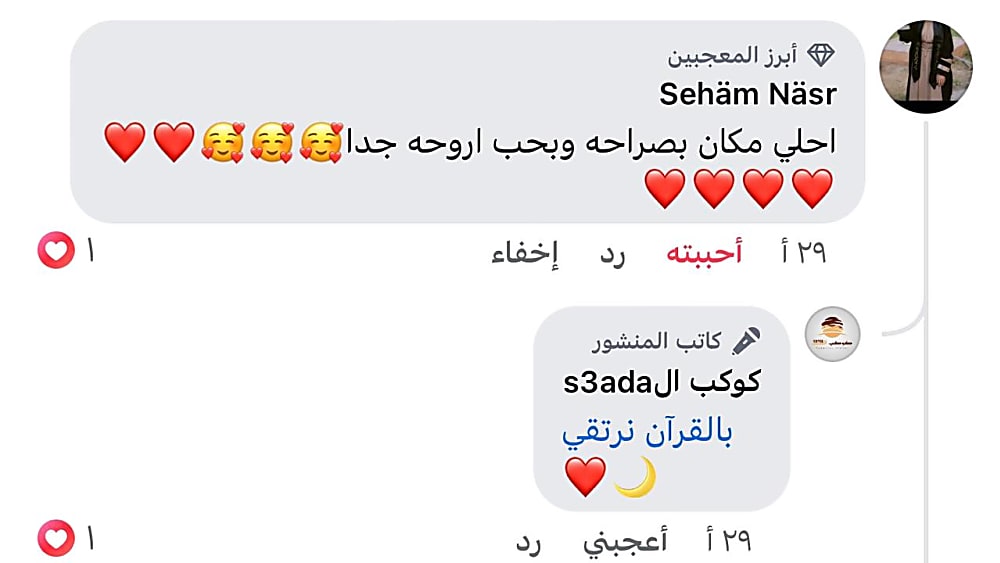 أبرز المعجبين
Sehäm Näsr
احلي مكان بصراحه وبحب اروحه جدا🥰🥰🥰❤️❤️
❤️❤️❤️❤️
٢٩ أ أحببته رد إخفاء ١
كاتب المنشور
كوكب الs3ada
بالقرآن نرتقي
🌙❤️
٢٩ أ أعجبني رد ١